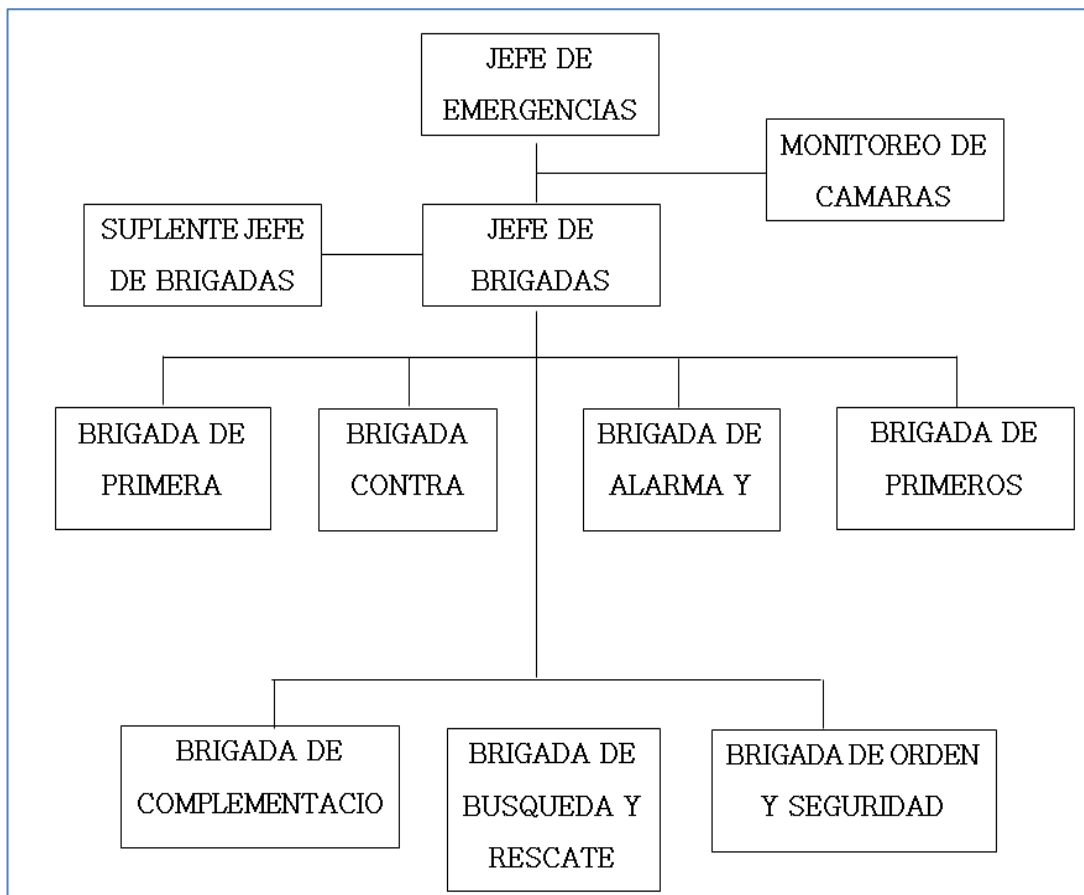 JEFE DE
EMERGENCIAS
MONITOREO DE
CAMARAS
SUPLENTE JEFE
DE BRIGADAS
JEFE DE
BRIGADAS
BRIGADA DE
PRIMERA
BRIGADA
CONTRA
BRIGADA DE
ALARMA Y
BRIGADA DE
PRIMEROS
BRIGADA DE
COMPLEMENTACIO
BRIGADA DE
BUSQUEDA Y
RESCATE
BRIGADA DE ORDEN
Y SEGURIDAD